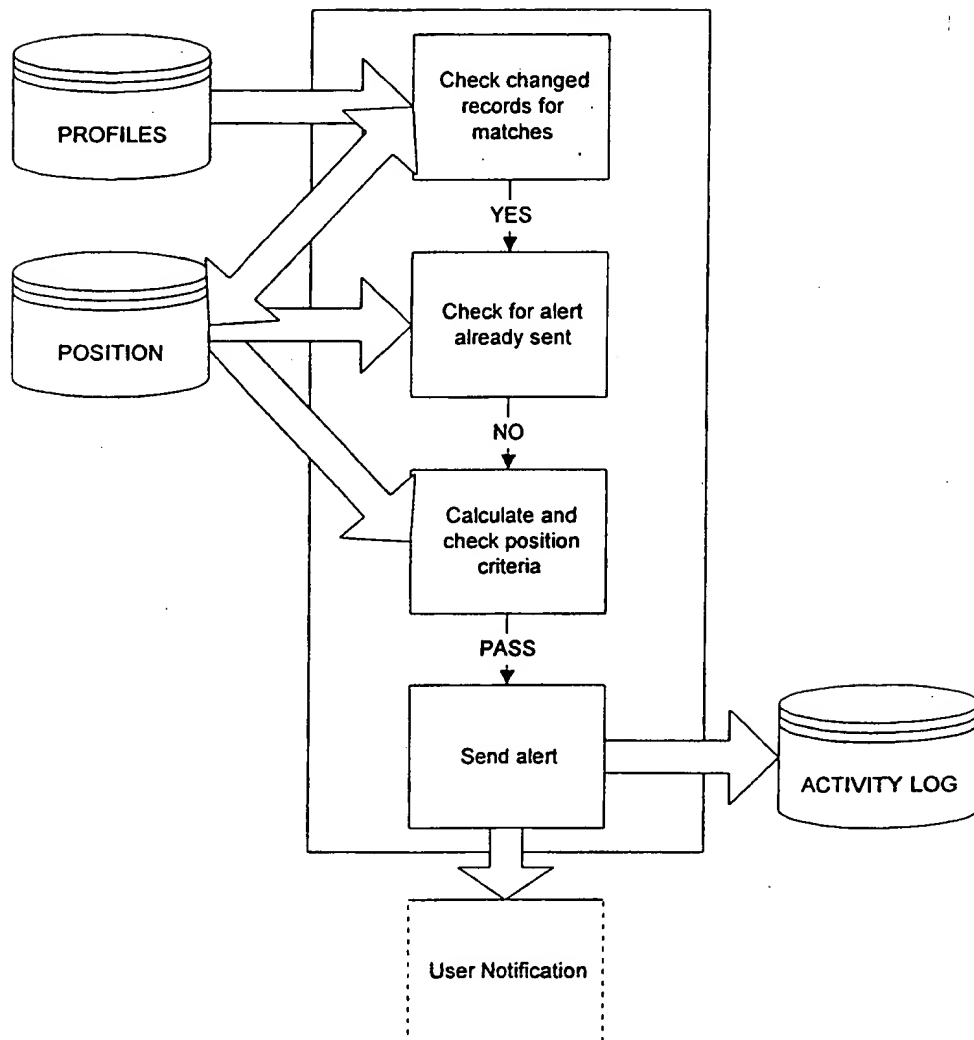 PROFILES
Check changed
records for
matches
YES
POSITION
Check for alert
already sent
NO
Calculate and
check position
criteria
PASS
Send alert
ACTIVITY LOG
User Notification